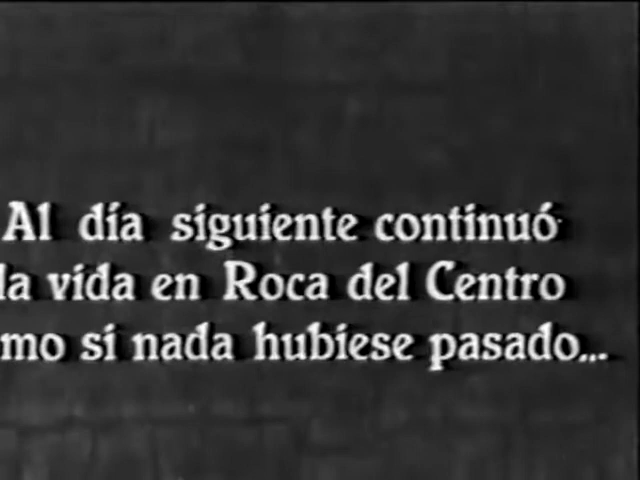 Al día siguiente continuó
la vida en Roca del Centro
mo si nada hubiese pasado...